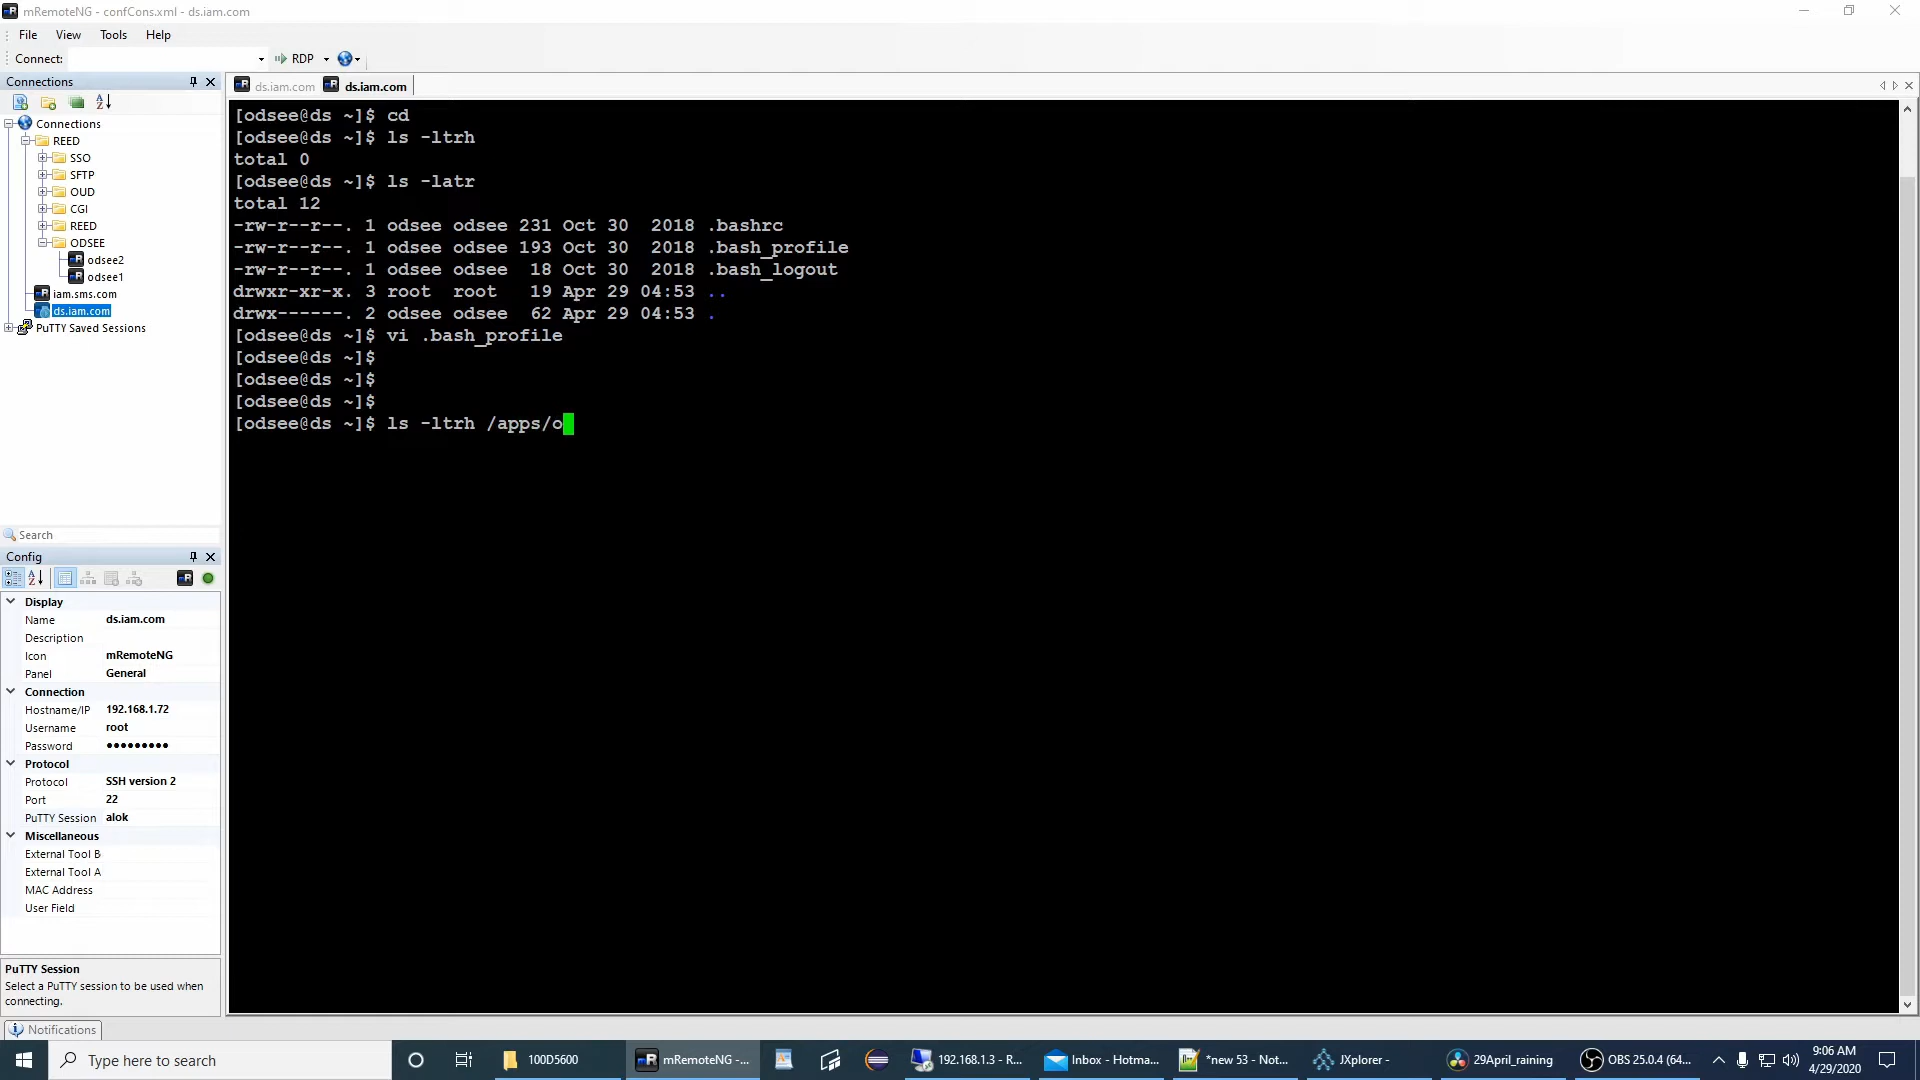 mRemoteNG - confCons.xml - ds.iam.com
File View Tools Help
Connect: RDP
Connections
ds.iam.com ds.iam.com
Connections
REED
SSO
SFTP
OUD
CGI
REED
ODSEE
odsee2
odsee1
iam.sms.com
ds.iam.com
PuTTY Saved Sessions
[odsee@ds ~]$ cd
[odsee@ds ~]$ ls -ltrh
total 0
[odsee@ds ~]$ ls -latr
total 12
-rw-r--r--. 1 odsee odsee 231 Oct 30  2018 .bashrc
-rw-r--r--. 1 odsee odsee 193 Oct 30  2018 .bash_profile
-rw-r--r--. 1 odsee odsee  18 Oct 30  2018 .bash_logout
drwxr-xr-x. 3 root  root   19 Apr 29 04:53 ..
drwx------. 2 odsee odsee  62 Apr 29 04:53 .
[odsee@ds ~]$ vi .bash_profile
[odsee@ds ~]$
[odsee@ds ~]$
[odsee@ds ~]$
[odsee@ds ~]$ ls -ltrh /apps/o
Search
Config
Display
Name ds.iam.com
Description
Icon mRemoteNG
Panel General
Connection
Hostname/IP 192.168.1.72
Username root
Password ●●●●●●●●●
Protocol
Protocol SSH version 2
Port 22
PuTTY Session alok
Miscellaneous
External Tool B
External Tool A
MAC Address
User Field
PuTTY Session
Select a PuTTY session to be used when
connecting.
Notifications
Type here to search
100D5600
mRemoteNG -...
192.168.1.3 - R...
Inbox - Hotma...
*new 53 - Not...
JXplorer -
29April_raining
OBS 25.0.4 (64...
9:06 AM
4/29/2020